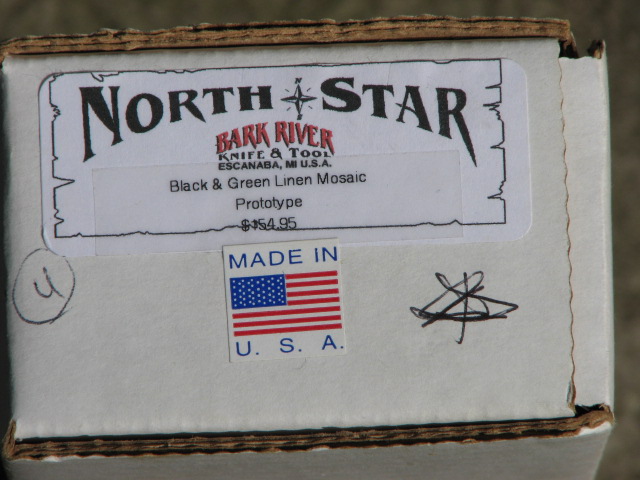 NORTH STAR
BARK RIVER
KNIFE & TOOL
ESCANABA, MI U.S.A.
Black & Green Linen Mosaic
Prototype
$154.95
MADE IN
U. S. A.
4